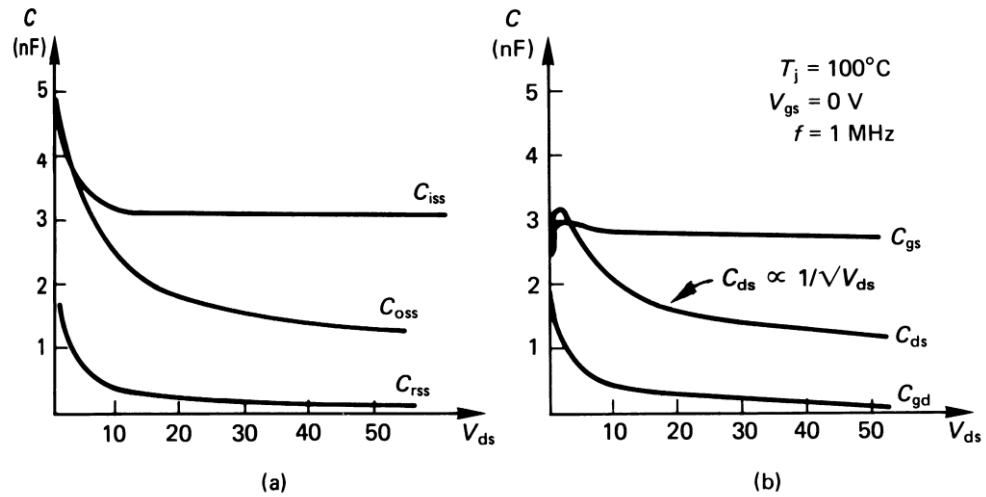 C
(nF)
5
4
3
2
1
C_iss
C_oss
C_rss
10 20 30 40 50 V_ds
(a)
C
(nF)
T_j = 100°C
V_gs = 0 V
f = 1 MHz
5
4
3
2
1
C_gs
C_ds ∝ 1/√V_ds
C_ds
C_gd
10 20 30 40 50 V_ds
(b)